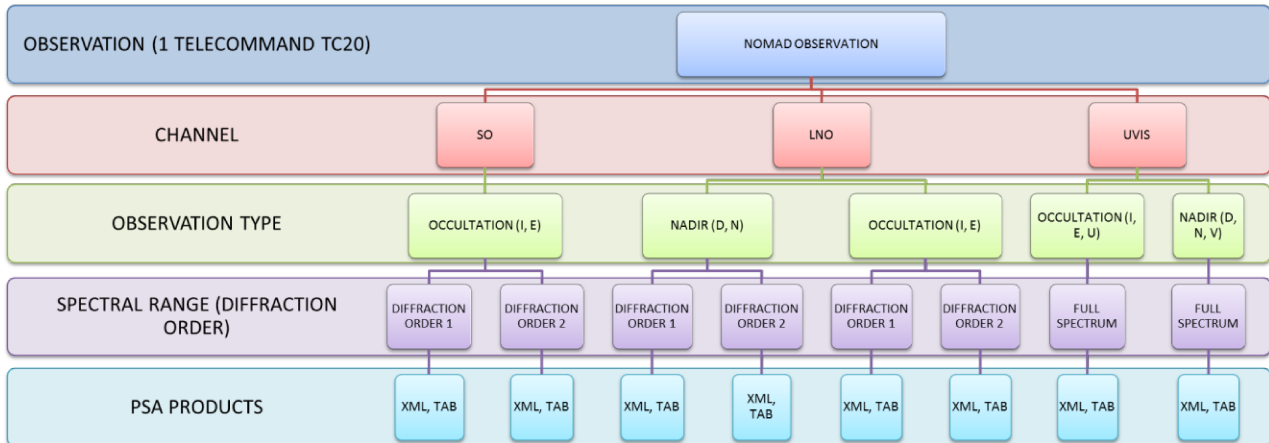 OBSERVATION (1 TELECOMMAND TC20)
NOMAD OBSERVATION
CHANNEL
SO
LNO
UVIS
OBSERVATION TYPE
OCCULTATION (I, E)
NADIR (D, N)
OCCULTATION (I, E)
OCCULTATION (I,
E, U)
NADIR (D,
N, V)
SPECTRAL RANGE (DIFFRACTION
ORDER)
DIFFRACTION
ORDER 1
DIFFRACTION
ORDER 2
DIFFRACTION
ORDER 1
DIFFRACTION
ORDER 2
DIFFRACTION
ORDER 1
DIFFRACTION
ORDER 2
FULL
SPECTRUM
FULL
SPECTRUM
PSA PRODUCTS
XML, TAB
XML, TAB
XML, TAB
XML,
TAB
XML, TAB
XML, TAB
XML, TAB
XML, TAB